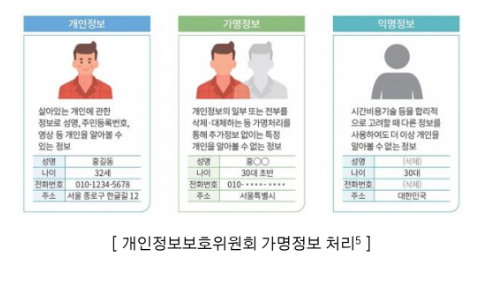 개인정보
살아있는 개인에 관한
정보로 성명, 주민등록번호,
영상 등 개인을 알아볼 수
있는 정보
성명 홍길동
나이 32세
전화번호 010-1234-5678
주소 서울 종로구 한글길 12
가명정보
개인정보의 일부 또는 전부를
삭제·대체하는 등 가명처리를
통해 추가정보 없이는 특정
개인을 알아볼 수 없는 정보
성명 홍○○
나이 30대 초반
전화번호 010-････-････
주소 서울특별시
익명정보
시간비용기술 등을 합리적
으로 고려할 때 다른 정보를
사용하여도 더 이상 개인을
알아볼 수 없는 정보
성명 (삭제)
나이 30대
전화번호 (삭제)
주소 대한민국
[ 개인정보보호위원회 가명정보 처리⁵ ]